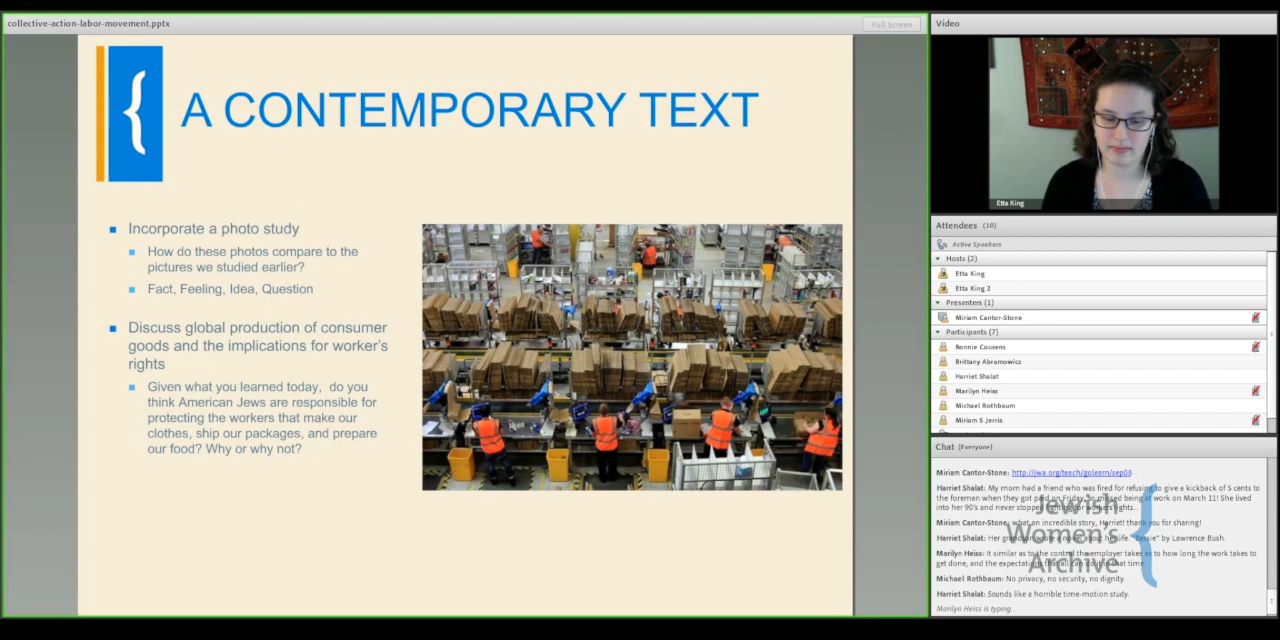 collective-action-labor-movement.pptx
Full Screen
{
A CONTEMPORARY TEXT
Incorporate a photo study
How do these photos compare to the
pictures we studied earlier?
Fact, Feeling, Idea, Question
Discuss global production of consumer
goods and the implications for worker's
rights
Given what you learned today, do you
think American Jews are responsible for
protecting the workers that make our
clothes, ship our packages, and prepare
our food? Why or why not?
Video
Etta King
Attendees (10)
Active Speakers
Hosts (2)
Etta King
Etta King 2
Presenters (1)
Miriam Cantor-Stone
Participants (7)
Bonnie Cousens
Brittany Abramowicz
Harriet Shalat
Marilyn Heiss
Michael Rothbaum
Miriam S Jerris
Chat (Everyone)
Miriam Cantor-Stone: http://jwa.org/teach/golearn/sep08
Harriet Shalat: My mom had a friend who was fired for refusing to give a kickback of 5 cents to
the foreman when they got paid on Friday. So missed being at work on March 11! She lived
into her 90's and never stopped fighting for workers rights...
Miriam Cantor-Stone: what an incredible story, Harriet! thank you for sharing!
Harriet Shalat: Her grandson wrote a novel about her life. "Bessie" by Lawrence Bush.
Marilyn Heiss: It similar as to the control the employer takes as to how long the work takes to
get done, and the expectations that all can do it in that time
Michael Rothbaum: No privacy, no security, no dignity
Harriet Shalat: Sounds like a horrible time-motion study.
Marilyn Heiss is typing..
Jewish
Women's
Archive